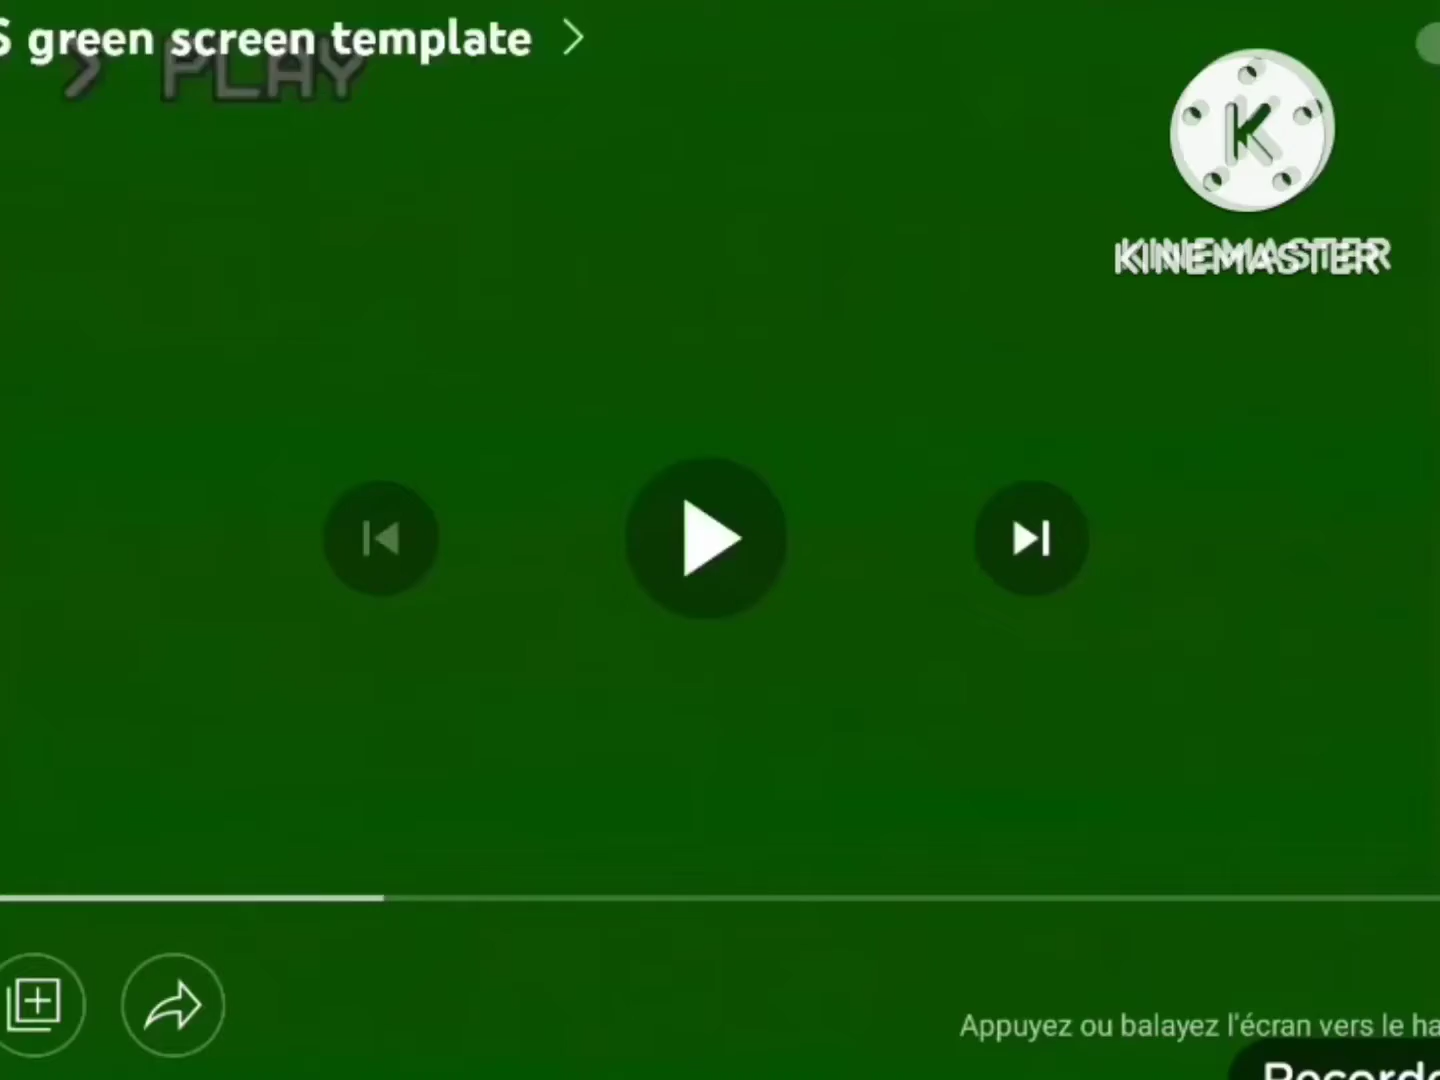 S green screen template
PLAY
K
KINEMASTER
Appuyez ou balayez l'écran vers le ha